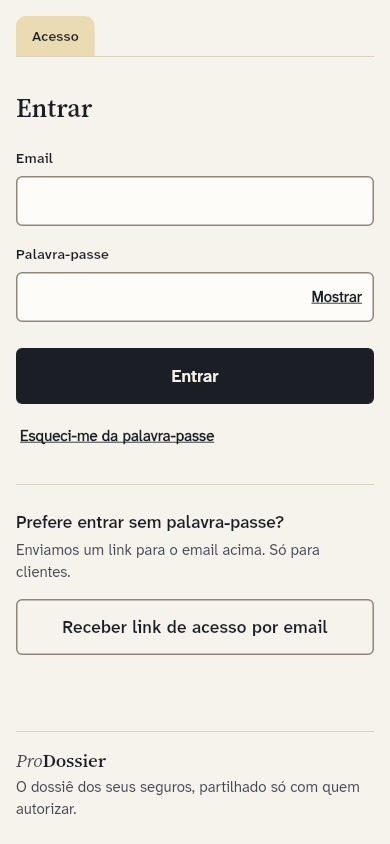 Acesso
Entrar
Email
Palavra-passe
Mostrar
Entrar
Esqueci-me da palavra-passe
Prefere entrar sem palavra-passe?
Enviamos um link para o email acima. Só para
clientes.
Receber link de acesso por email
ProDossier
O dossiê dos seus seguros, partilhado só com quem
autorizar.